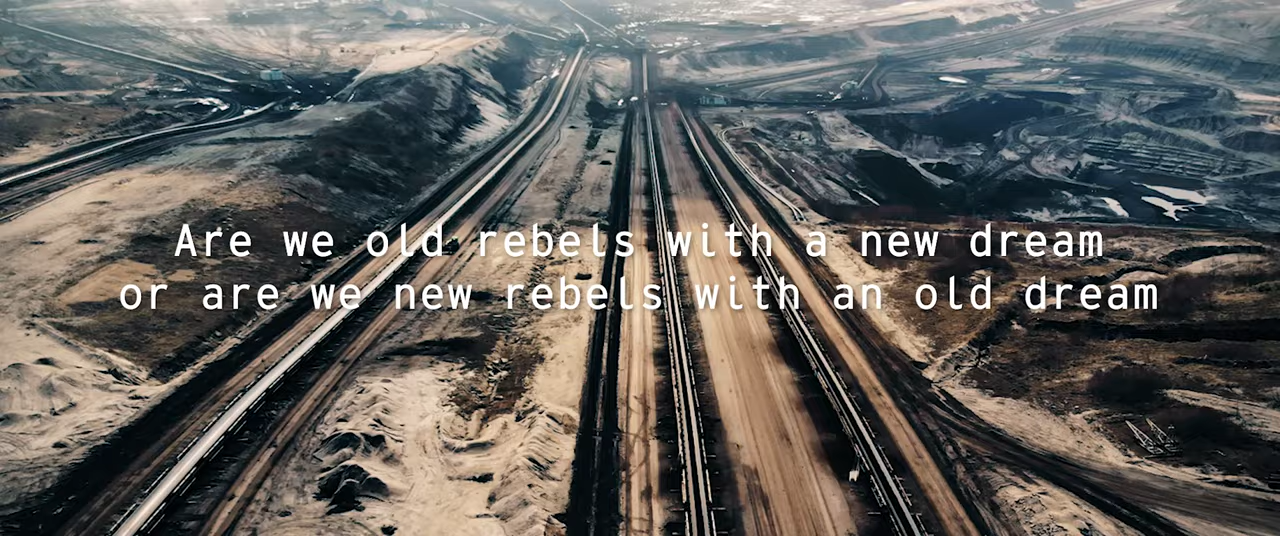 Are we old rebels with a new dream
or are we new rebels with an old dream